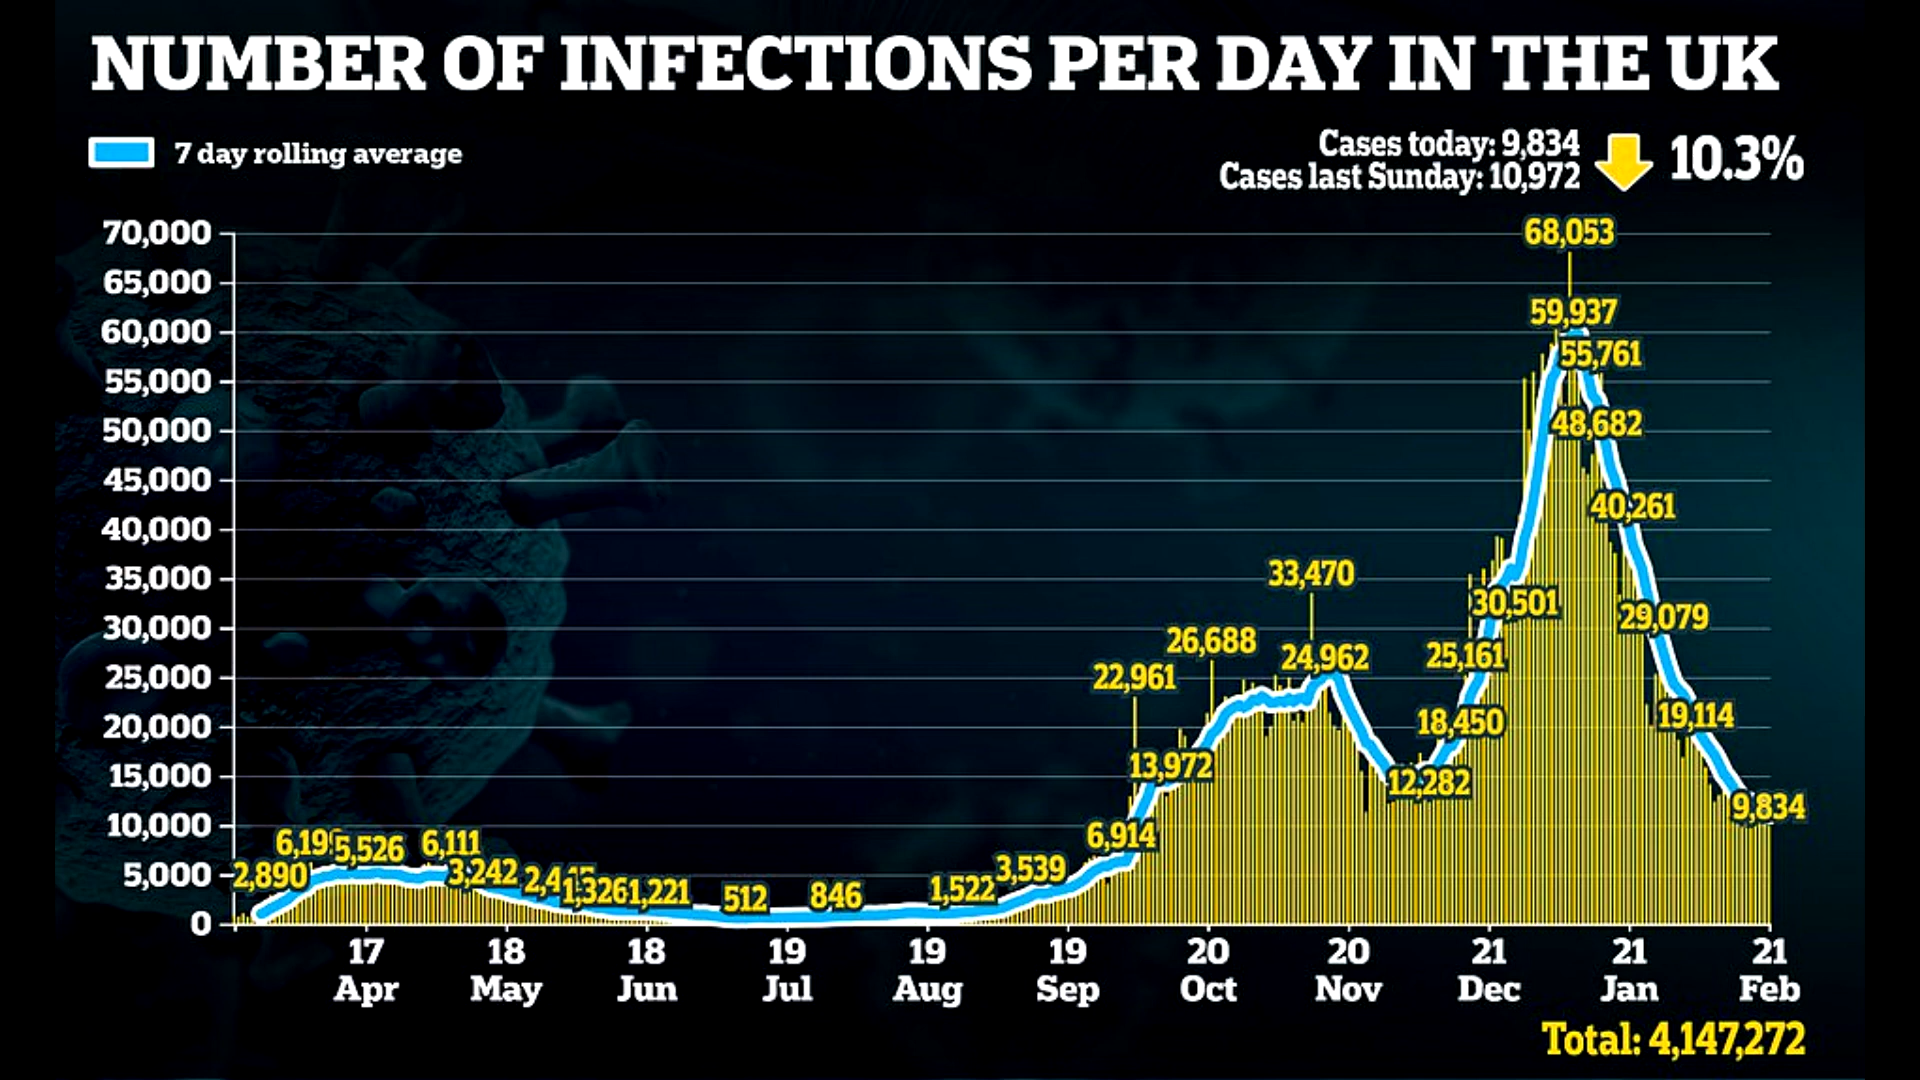 NUMBER OF INFECTIONS PER DAY IN THE UK
7 day rolling average
Cases today: 9,834
Cases last Sunday: 10,972
10.3%
70,000
65,000
60,000
55,000
50,000
45,000
40,000
35,000
30,000
25,000
20,000
15,000
10,000
5,000
0
2,890
5,526
6,111
3,242
1,326
1,221
512
846
1,522
3,539
6,914
22,961
13,972
26,688
33,470
24,962
12,282
18,450
25,161
30,501
68,053
59,937
55,761
48,682
40,261
29,079
19,114
9,834
17 Apr
18 May
18 Jun
19 Jul
19 Aug
19 Sep
20 Oct
20 Nov
21 Dec
21 Jan
21 Feb
Total: 4,147,272